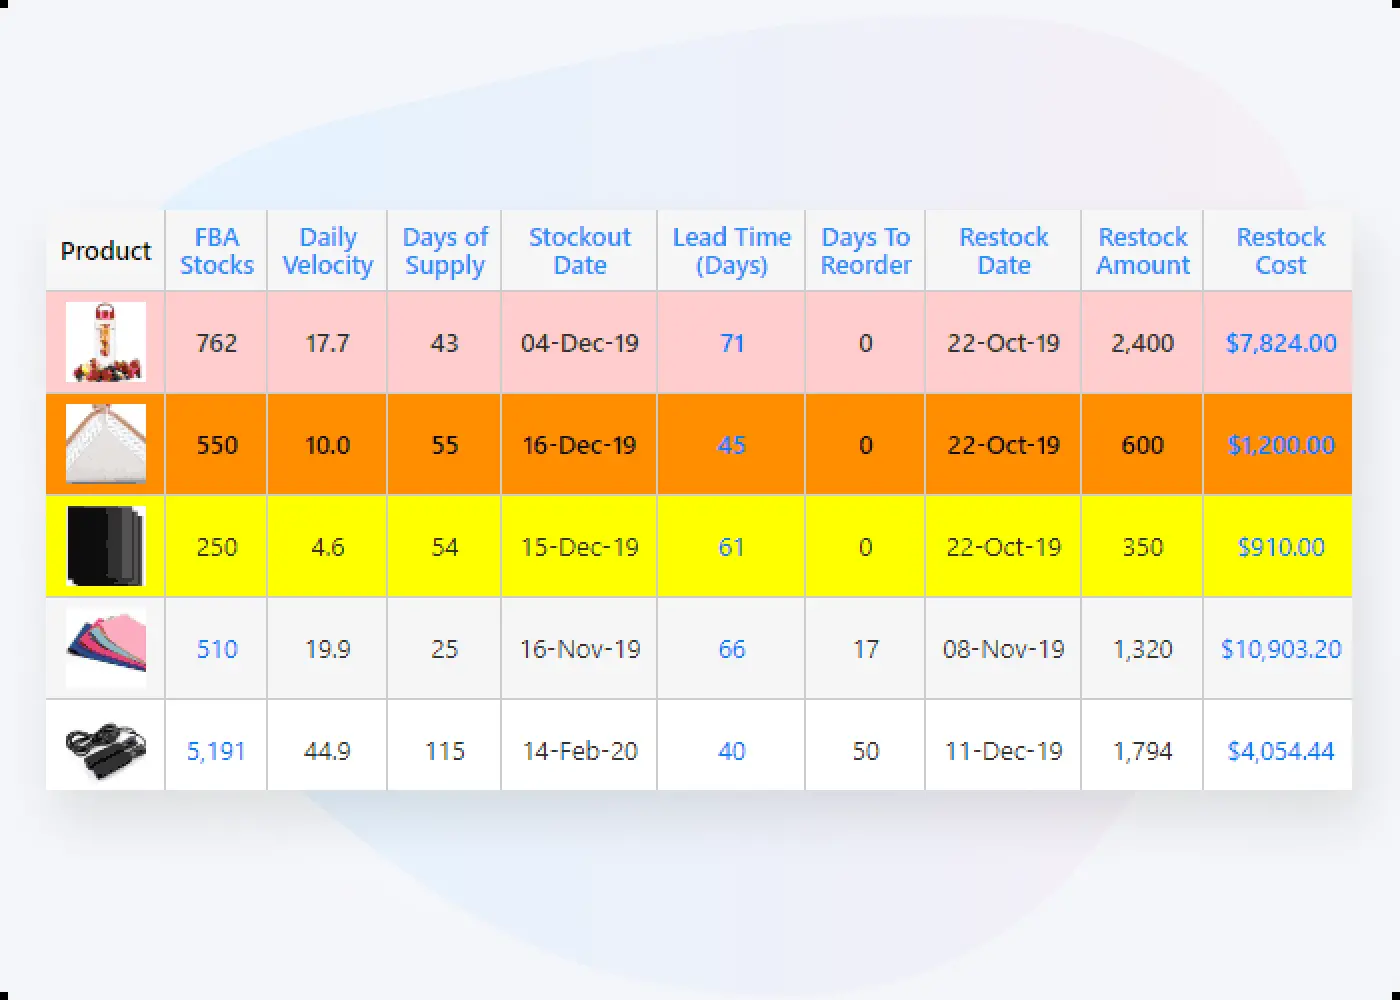 Product FBA Stocks Daily Velocity Days of Supply Stockout Date Lead Time (Days) Days To Reorder Restock Date Restock Amount Restock Cost
762 17.7 43 04-Dec-19 71 0 22-Oct-19 2,400 $7,824.00
550 10.0 55 16-Dec-19 45 0 22-Oct-19 600 $1,200.00
250 4.6 54 15-Dec-19 61 0 22-Oct-19 350 $910.00
510 19.9 25 16-Nov-19 66 17 08-Nov-19 1,320 $10,903.20
5,191 44.9 115 14-Feb-20 40 50 11-Dec-19 1,794 $4,054.44